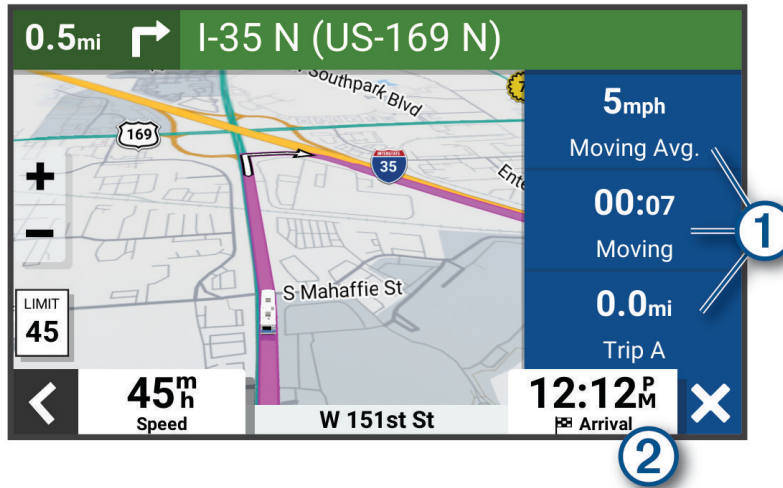 0.5mi I-35 N (US-169 N)
Southpark Blvd
169
INTERSTATE
35
+
−
LIMIT
45
S Mahaffie St
5mph
Moving Avg.
00:07
Moving
0.0mi
Trip A
1
45mh
Speed
W 151st St
12:12PM
Arrival
2